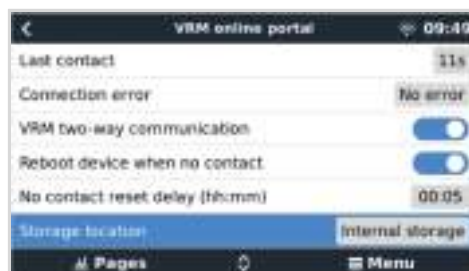 VRM online portal 09:49
Last contact 11s
Connection error No error
VRM two-way communication
Reboot device when no contact
No contact reset delay (hh:mm) 00:05
Storage location Internal storage
Pages Menu